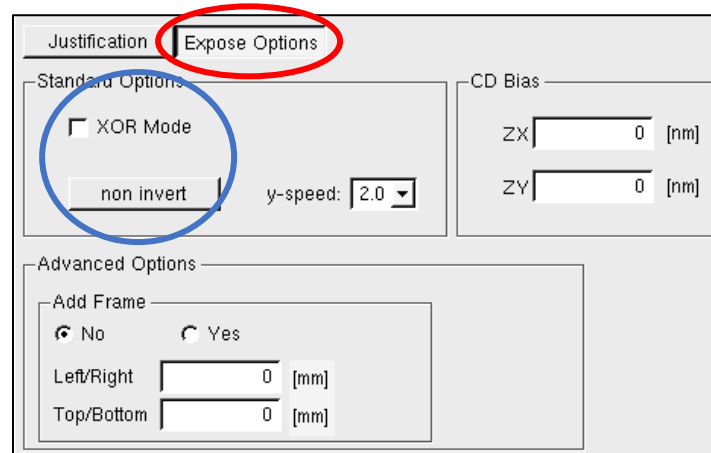 Justification Expose Options
Standard Options
XOR Mode
non invert y-speed: 2.0
CD Bias
ZX 0 [nm]
ZY 0 [nm]
Advanced Options
Add Frame
No Yes
Left/Right 0 [mm]
Top/Bottom 0 [mm]